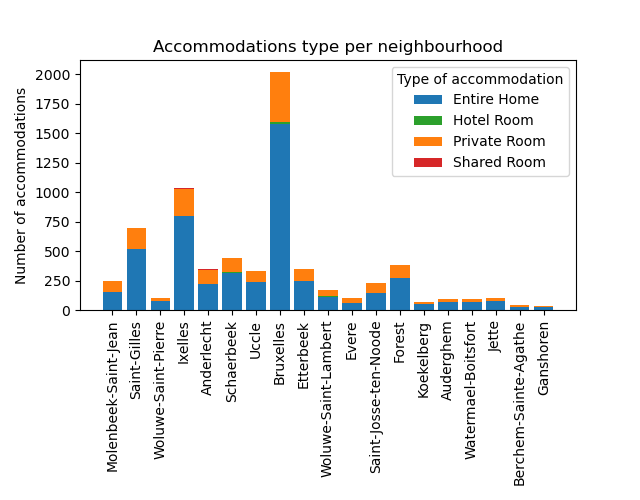 Accommodations type per neighbourhood
Number of accommodations
2000
1750
1500
1250
1000
750
500
250
0
Type of accommodation
Entire Home
Hotel Room
Private Room
Shared Room
Molenbeek-Saint-Jean
Saint-Gilles
Woluwe-Saint-Pierre
Ixelles
Anderlecht
Schaerbeek
Uccle
Bruxelles
Etterbeek
Woluwe-Saint-Lambert
Evere
Saint-Josse-ten-Noode
Forest
Koekelberg
Auderghem
Watermael-Boitsfort
Jette
Berchem-Sainte-Agathe
Ganshoren